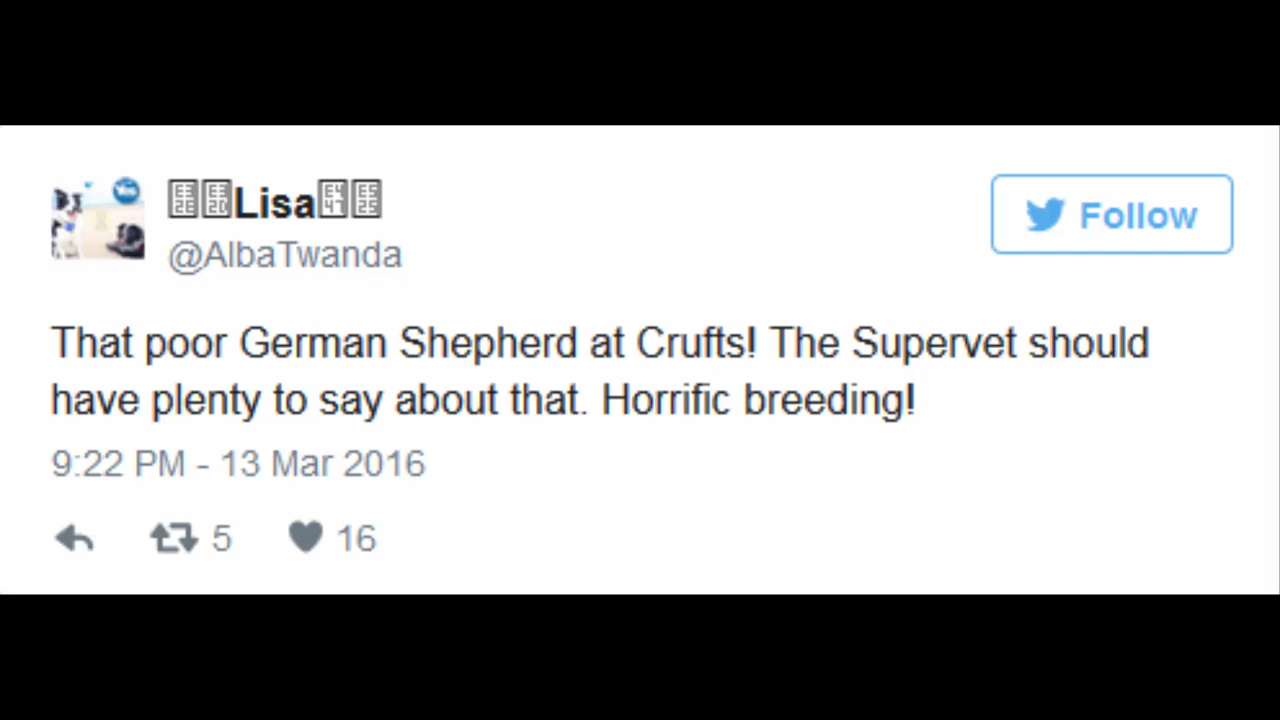 Lisa
@AlbaTwanda
Follow
That poor German Shepherd at Crufts! The Supervet should
have plenty to say about that. Horrific breeding!
9:22 PM - 13 Mar 2016
5 16